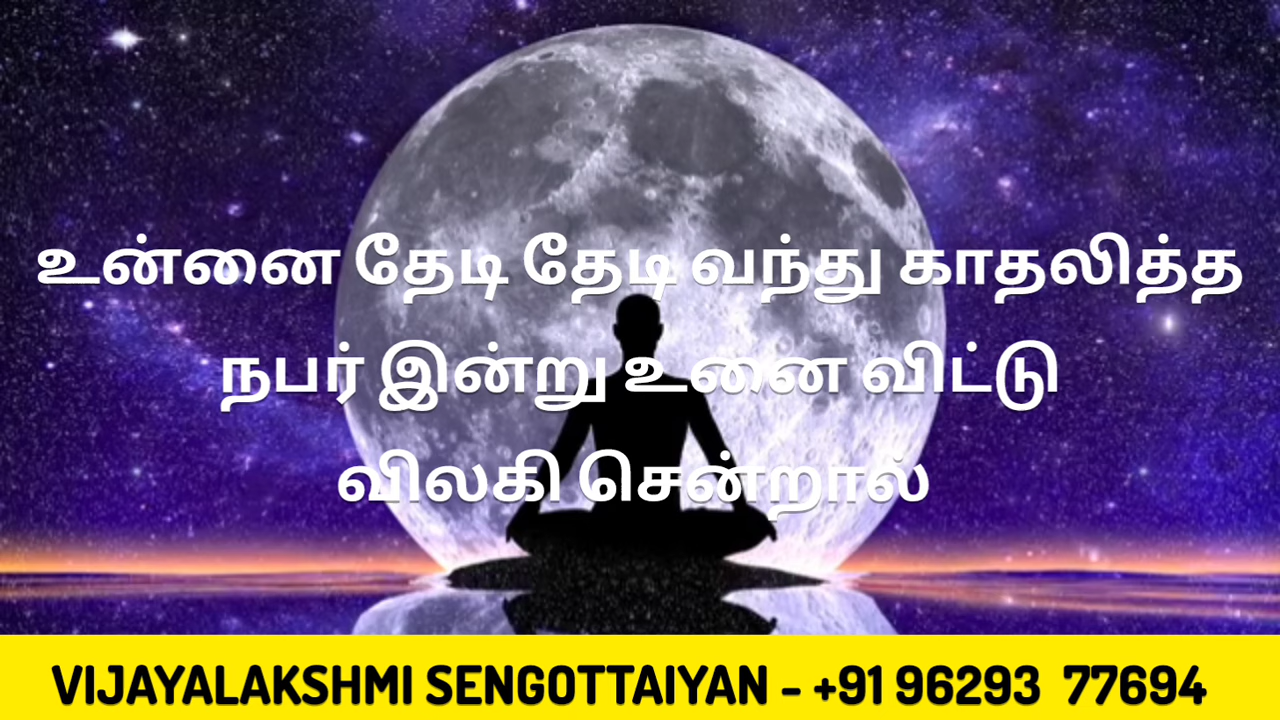 உன்னை தேடி தேடி வந்து காதலித்த
நபர் இன்று உனை விட்டு
விலகி சென்றால்
VIJAYALAKSHMI SENGOTTAIYAN - +91 96293 77694